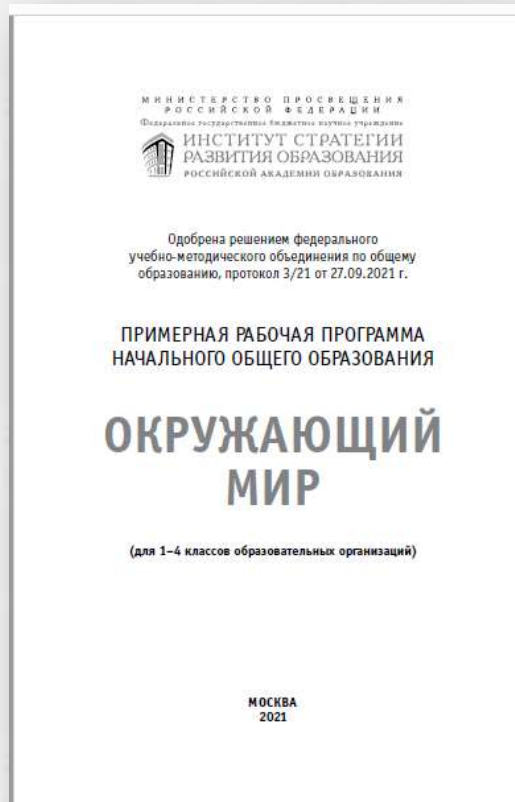 МИНИСТЕРСТВО ПРОСВЕЩЕНИЯ
РОССИЙСКОЙ ФЕДЕРАЦИИ
Федеральное государственное бюджетное научное учреждение
ИНСТИТУТ СТРАТЕГИИ
РАЗВИТИЯ ОБРАЗОВАНИЯ
РОССИЙСКОЙ АКАДЕМИИ ОБРАЗОВАНИЯ
Одобрена решением федерального
учебно-методического объединения по общему
образованию, протокол 3/21 от 27.09.2021 г.
ПРИМЕРНАЯ РАБОЧАЯ ПРОГРАММА
НАЧАЛЬНОГО ОБЩЕГО ОБРАЗОВАНИЯ
ОКРУЖАЮЩИЙ
МИР
(для 1–4 классов образовательных организаций)
МОСКВА
2021